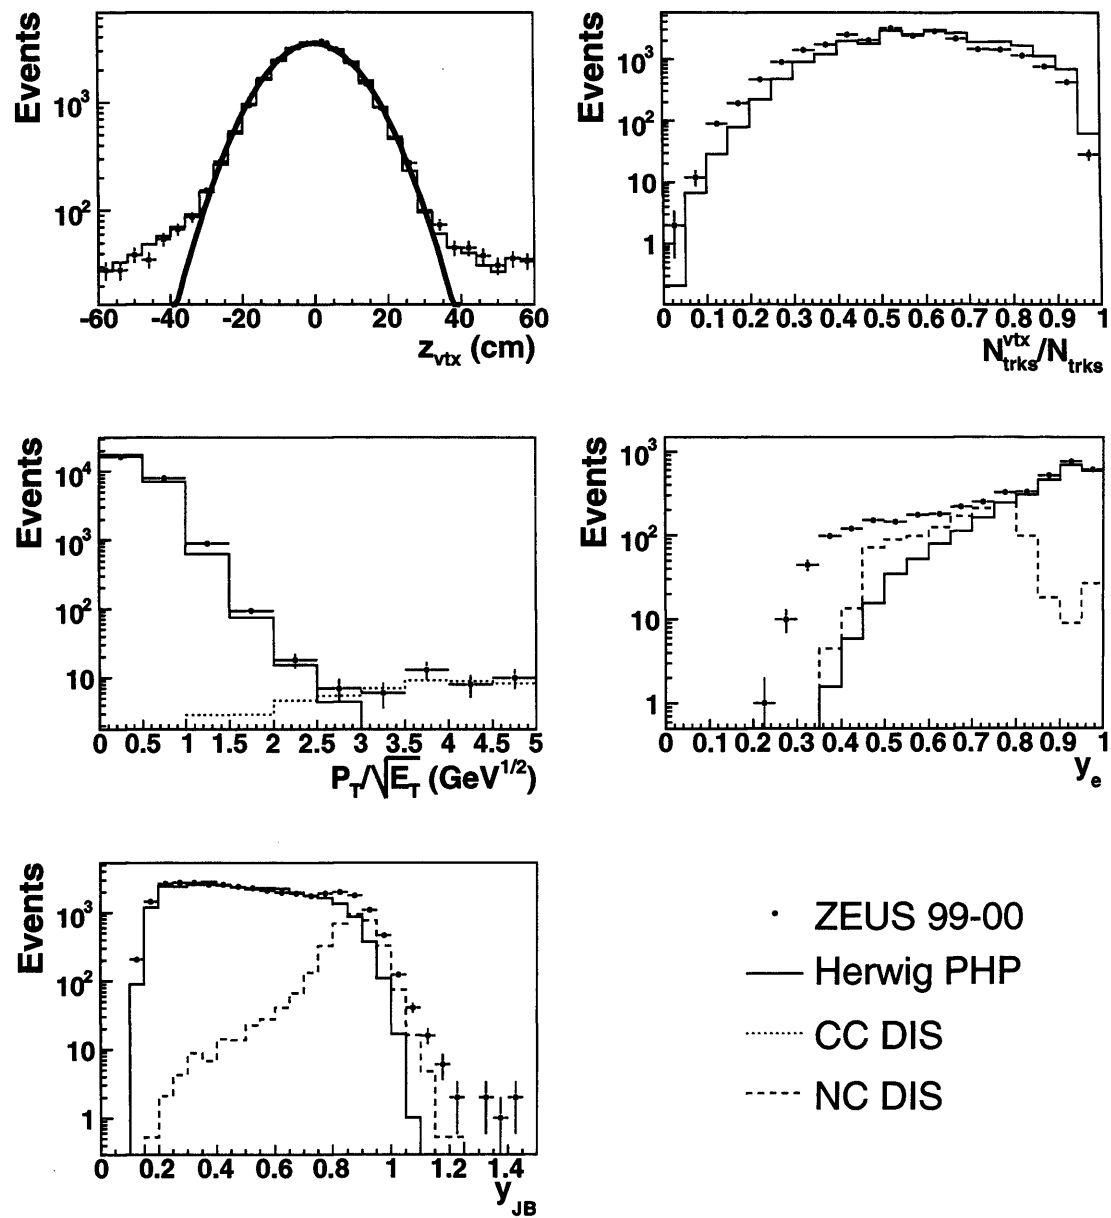 Events
10³
10²
-60 -40 -20 0 20 40 60
z_vtx (cm)
Events
10³
10²
10
1
0 0.1 0.2 0.3 0.4 0.5 0.6 0.7 0.8 0.9 1
N^vtx_trks/N_trks
Events
10⁴
10³
10²
10
0 0.5 1 1.5 2 2.5 3 3.5 4 4.5 5
P_T/√E_T (GeV^1/2)
Events
10³
10²
10
1
0 0.1 0.2 0.3 0.4 0.5 0.6 0.7 0.8 0.9 1
y_e
Events
10³
10²
10
1
0 0.2 0.4 0.6 0.8 1 1.2 1.4
y_JB
ZEUS 99-00
Herwig PHP
CC DIS
NC DIS